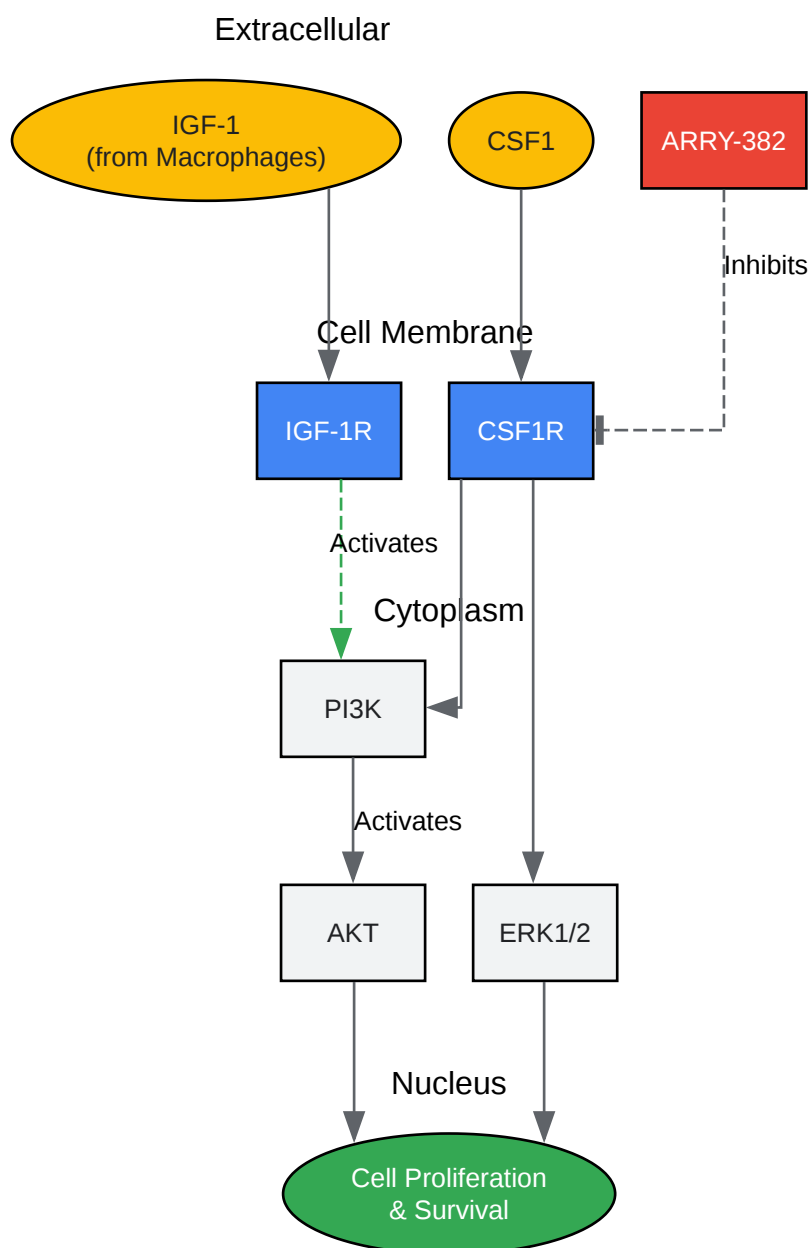 Extracellular
IGF-1
(from Macrophages)
CSF1
ARRY-382
Inhibits
Cell Membrane
IGF-1R
CSF1R
Activates
Cytoplasm
PI3K
Activates
AKT
ERK1/2
Nucleus
Cell Proliferation
& Survival